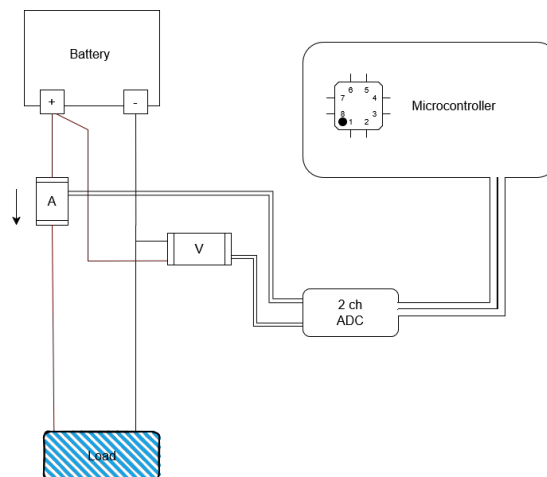 Battery
+
-
6 5
7 4
Microcontroller
8 3
1 2
A
V
2 ch
ADC
Load